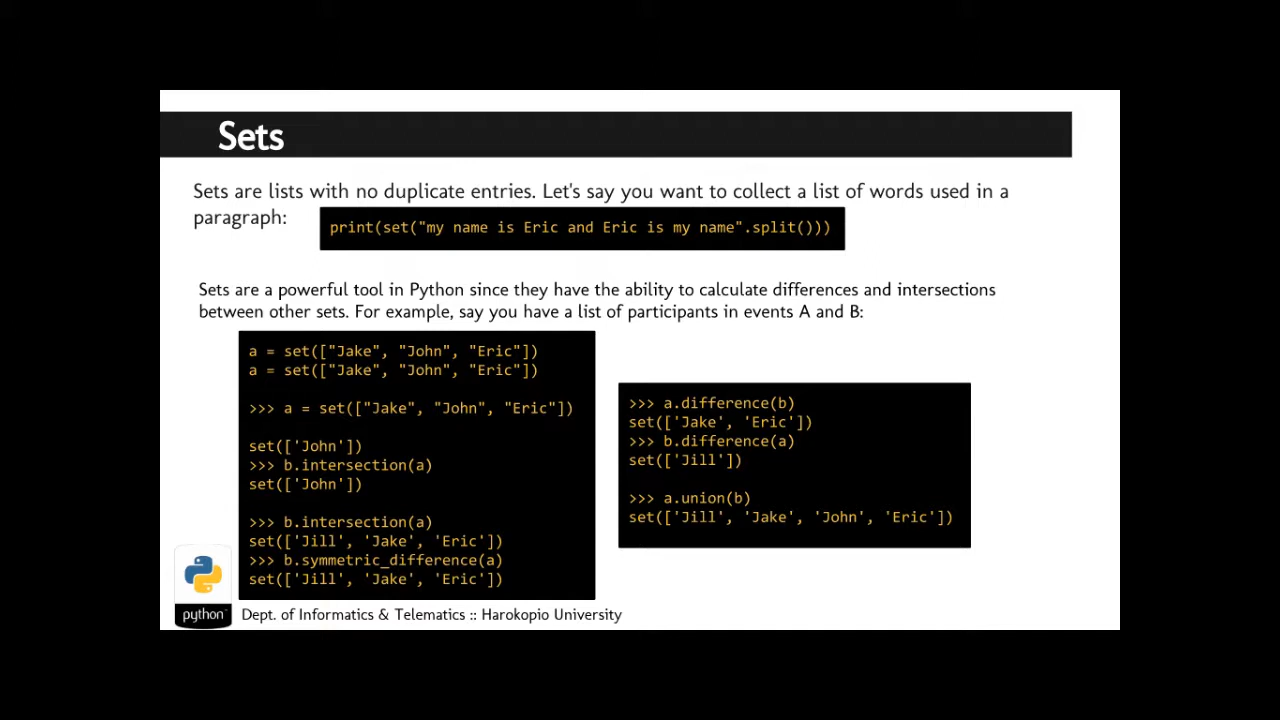 Sets
Sets are lists with no duplicate entries. Let's say you want to collect a list of words used in a
paragraph:
print(set("my name is Eric and Eric is my name".split()))
Sets are a powerful tool in Python since they have the ability to calculate differences and intersections
between other sets. For example, say you have a list of participants in events A and B:
a = set(["Jake", "John", "Eric"])
a = set(["Jake", "John", "Eric"])
>>> a = set(["Jake", "John", "Eric"])
set(['John'])
>>> b.intersection(a)
set(['John'])
>>> b.intersection(a)
set(['Jill', 'Jake', 'Eric'])
>>> b.symmetric_difference(a)
set(['Jill', 'Jake', 'Eric'])
>>> a.difference(b)
set(['Jake', 'Eric'])
>>> b.difference(a)
set(['Jill'])
>>> a.union(b)
set(['Jill', 'Jake', 'John', 'Eric'])
python
Dept. of Informatics & Telematics :: Harokopio University